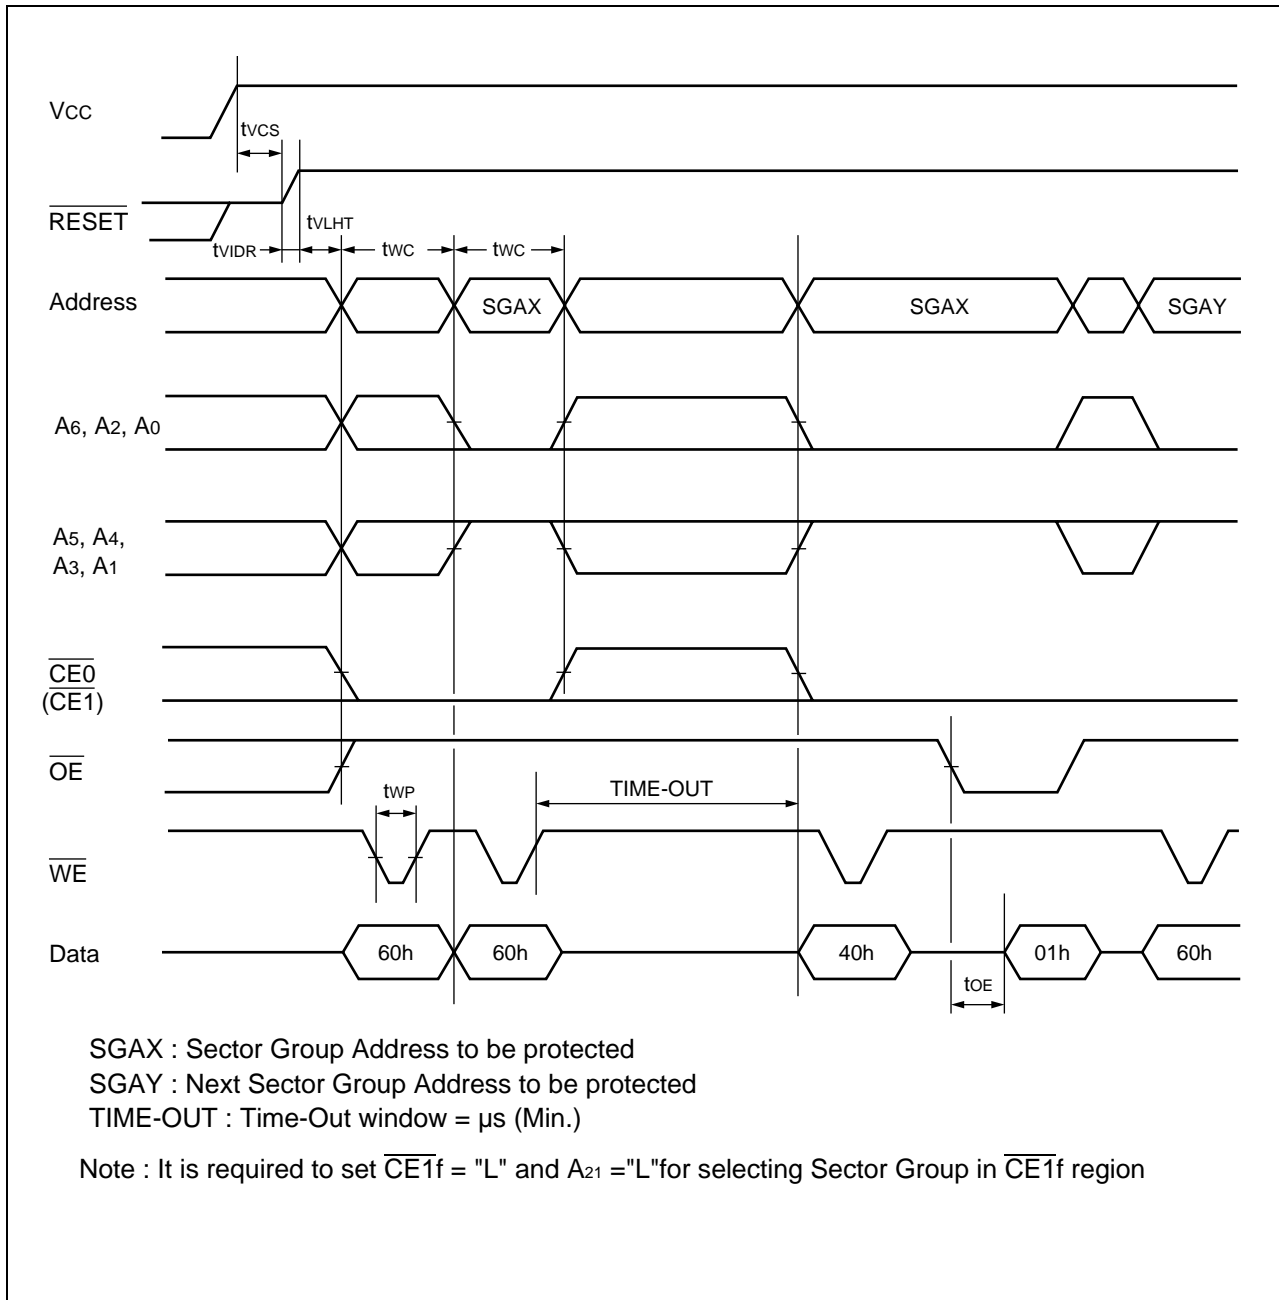 VCC
tVCS
RESET
tVLHT
tVIDR
tWC
tWC
Address
SGAX
SGAX
SGAY
A6, A2, A0
A5, A4,
A3, A1
CE0
(CE1)
OE
tWP
TIME-OUT
WE
Data
60h
60h
40h
01h
60h
tOE
SGAX : Sector Group Address to be protected
SGAY : Next Sector Group Address to be protected
TIME-OUT : Time-Out window = µs (Min.)
Note : It is required to set CE1f = "L" and A21 ="L"for selecting Sector Group in CE1f region